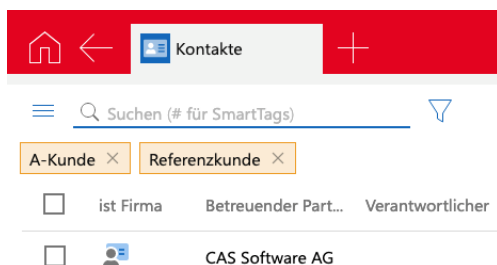 Kontakte
Suchen (# für SmartTags)
A-Kunde × Referenzkunde ×
ist Firma Betreuender Part... Verantwortlicher
CAS Software AG